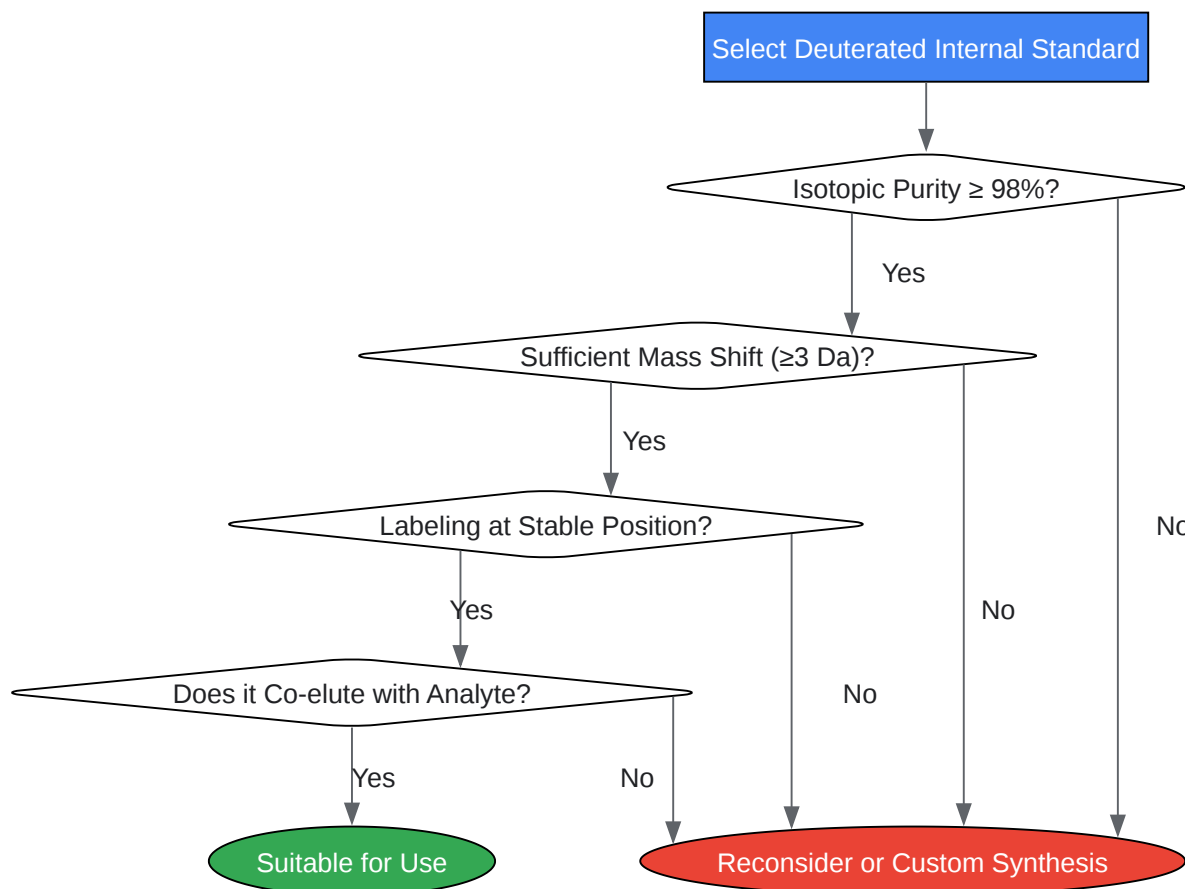 Select Deuterated Internal Standard
Isotopic Purity ≥ 98%?
Yes
Sufficient Mass Shift (≥3 Da)?
Yes
Labeling at Stable Position?
No
Yes
No
Does it Co-elute with Analyte?
No
Yes
No
Suitable for Use
Reconsider or Custom Synthesis